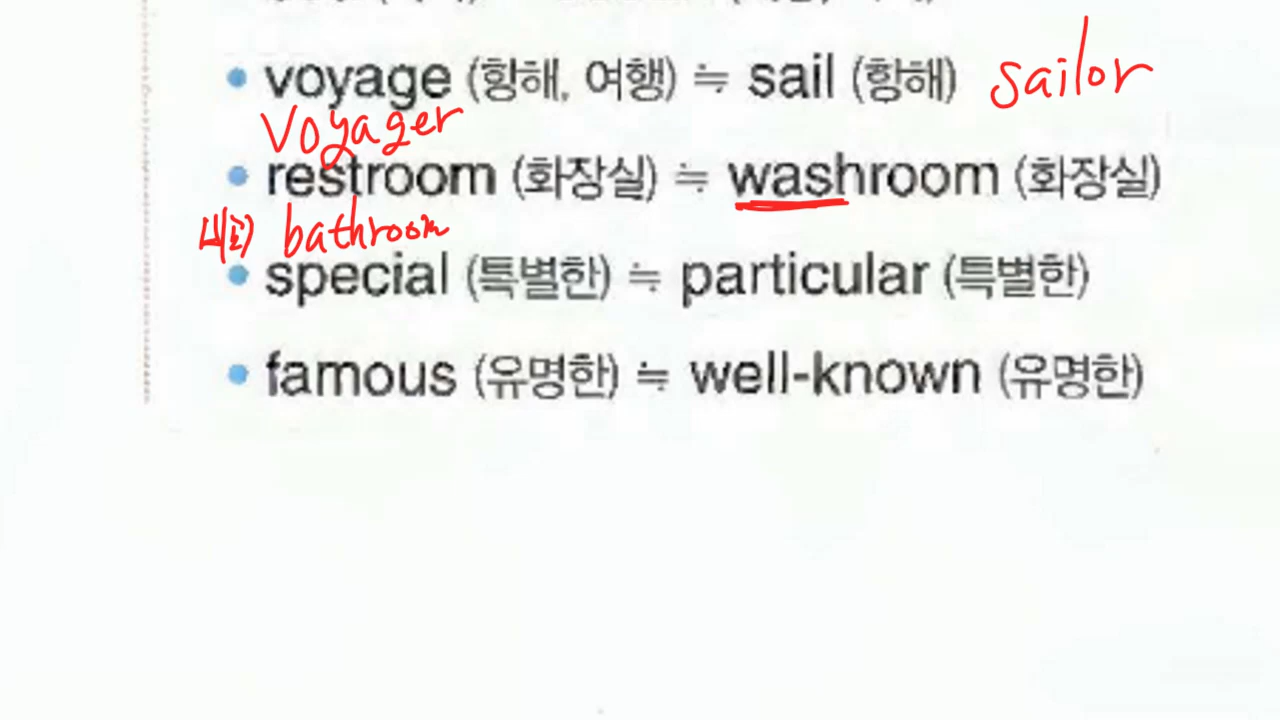 • voyage (항해, 여행) ≒ sail (항해) sailor
voyager
• restroom (화장실) ≒ washroom (화장실)
bathroom
• special (특별한) ≒ particular (특별한)
• famous (유명한) ≒ well-known (유명한)